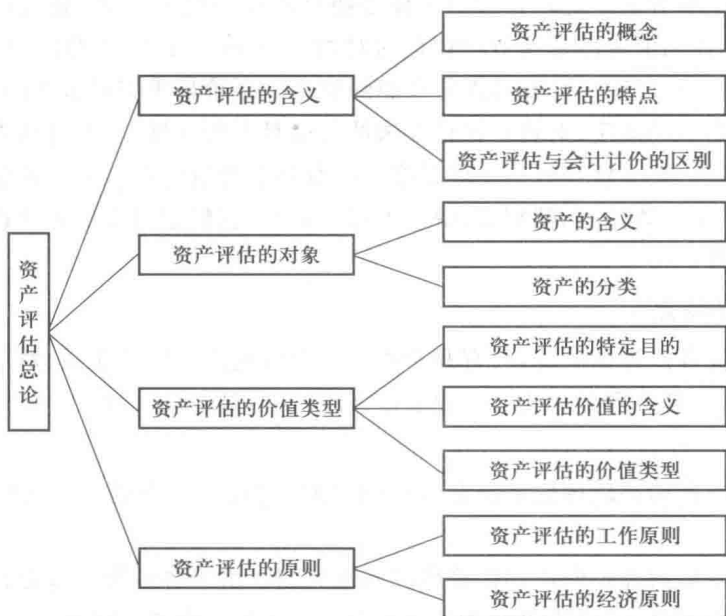 资产评估总论
资产评估的含义
资产评估的概念
资产评估的特点
资产评估与会计计价的区别
资产评估的对象
资产的含义
资产的分类
资产评估的价值类型
资产评估的特定目的
资产评估价值的含义
资产评估的价值类型
资产评估的原则
资产评估的工作原则
资产评估的经济原则